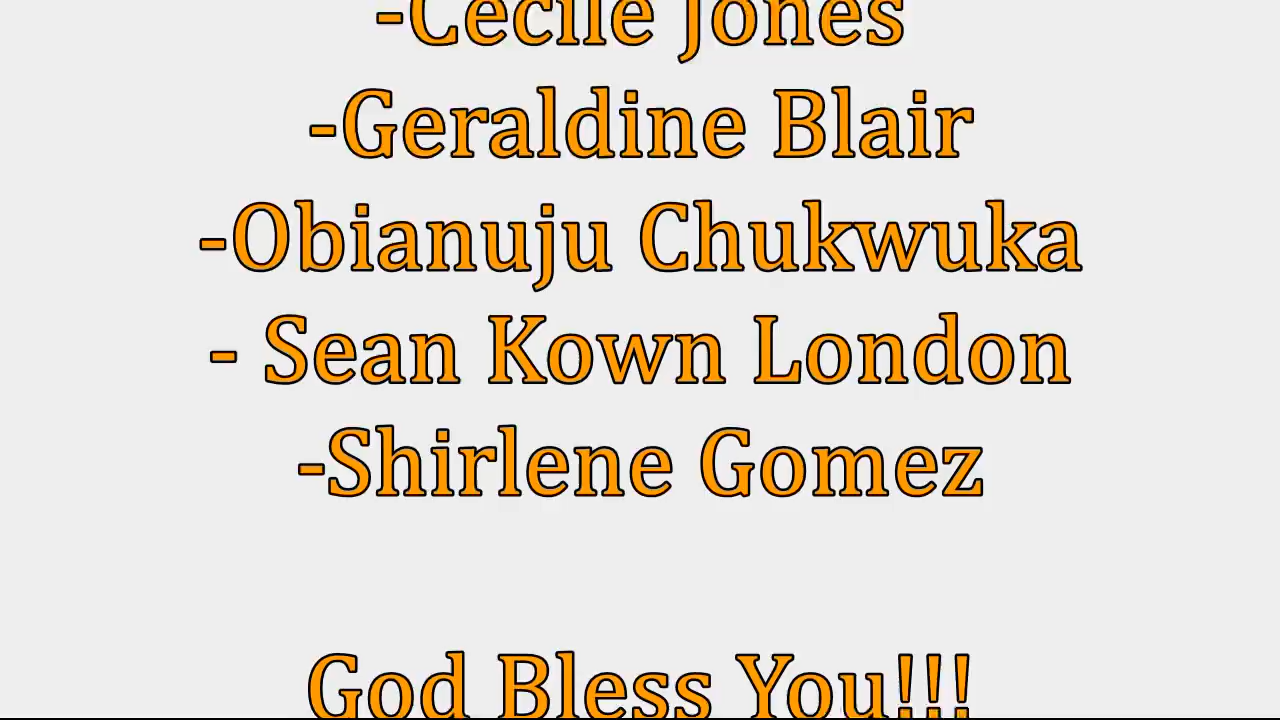 -Cecile Jones
-Geraldine Blair
-Obianuju Chukwuka
- Sean Kown London
-Shirlene Gomez
God Bless You!!!